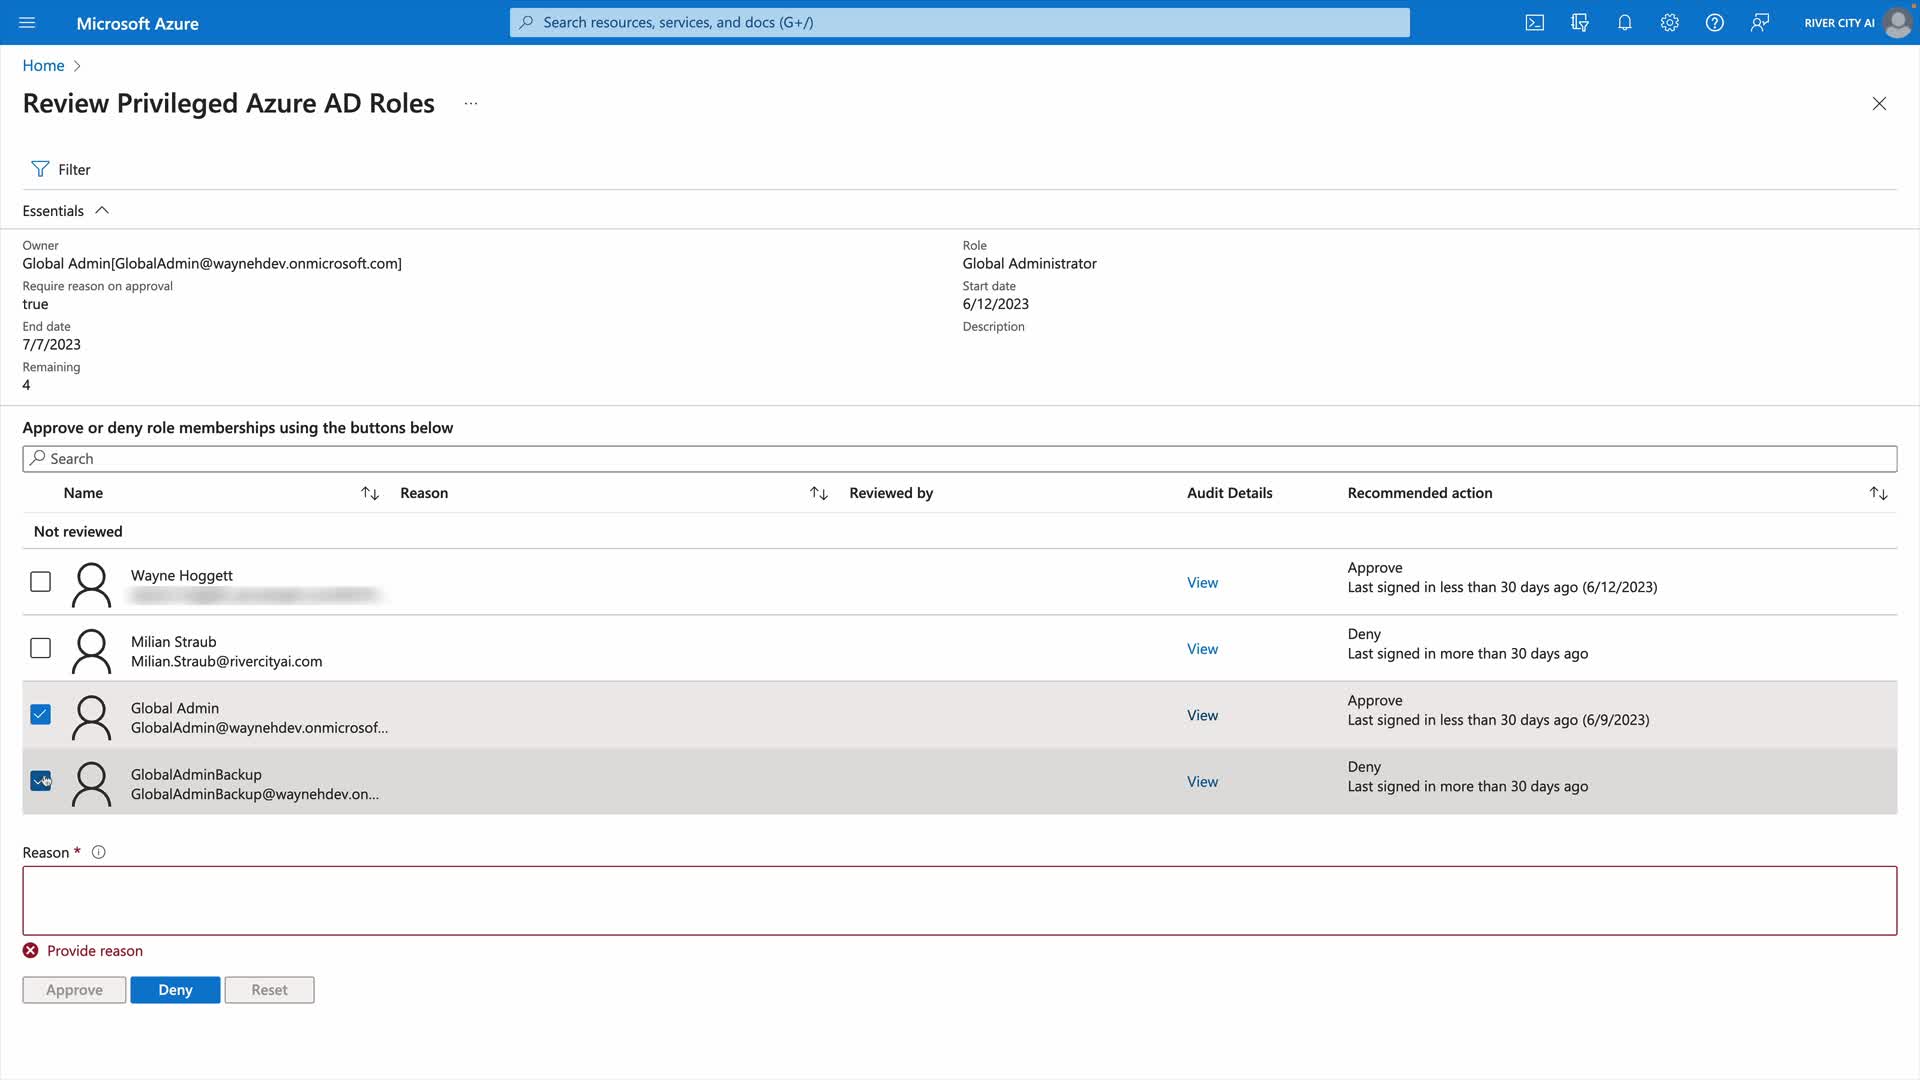 Microsoft Azure
Search resources, services, and docs (G+/)
RIVER CITY AI
Home
Review Privileged Azure AD Roles
Filter
Essentials
Owner
Global Admin[GlobalAdmin@waynehdev.onmicrosoft.com]
Require reason on approval
true
End date
7/7/2023
Remaining
4
Role
Global Administrator
Start date
6/12/2023
Description
Approve or deny role memberships using the buttons below
Search
Name Reason Reviewed by Audit Details Recommended action
Not reviewed
Wayne Hoggett
View
Approve
Last signed in less than 30 days ago (6/12/2023)
Milian Straub
Milian.Straub@rivercityai.com
View
Deny
Last signed in more than 30 days ago
Global Admin
GlobalAdmin@waynehdev.onmicrosof...
View
Approve
Last signed in less than 30 days ago (6/9/2023)
GlobalAdminBackup
GlobalAdminBackup@waynehdev.on...
View
Deny
Last signed in more than 30 days ago
Reason *
Provide reason
Approve Deny Reset